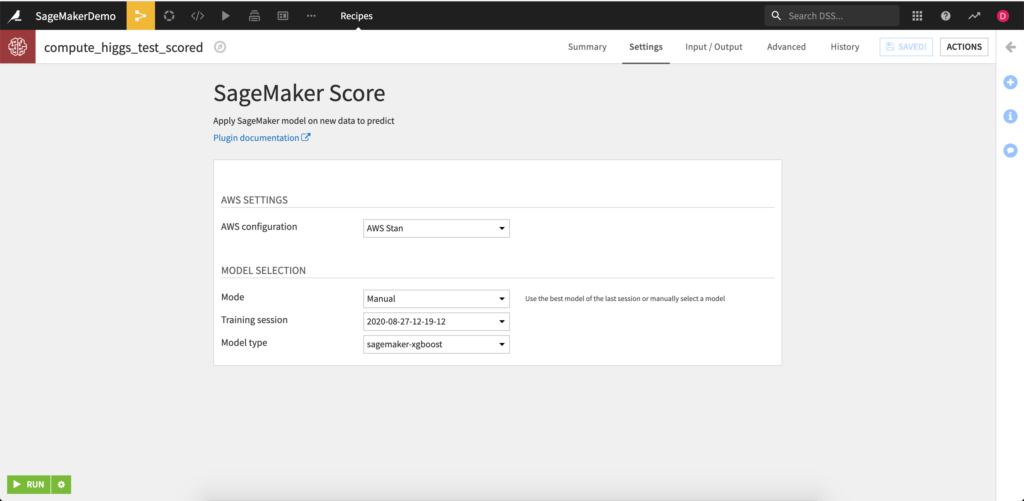 SageMakerDemo
Recipes
Search DSS...
D
compute_higgs_test_scored
Summary
Settings
Input / Output
Advanced
History
SAVED!
ACTIONS
SageMaker Score
Apply SageMaker model on new data to predict
Plugin documentation
AWS SETTINGS
AWS configuration
AWS Stan
MODEL SELECTION
Mode
Manual
Use the best model of the last session or manually select a model
Training session
2020-08-27-12-19-12
Model type
sagemaker-xgboost
RUN